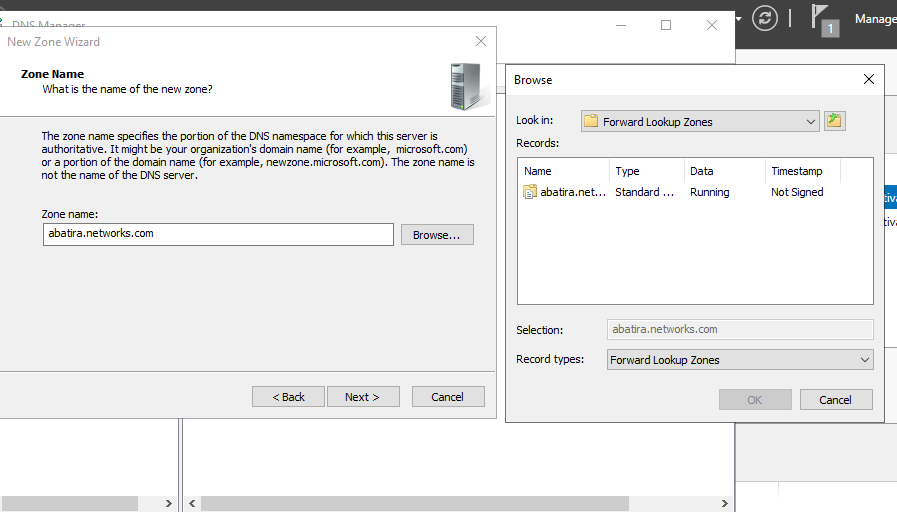 DNS Manager
1
Manage
New Zone Wizard
Zone Name
What is the name of the new zone?
The zone name specifies the portion of the DNS namespace for which this server is
authoritative. It might be your organization's domain name (for example, microsoft.com)
or a portion of the domain name (for example, newzone.microsoft.com). The zone name is
not the name of the DNS server.
Zone name:
abatira.networks.com
Browse...
< Back
Next >
Cancel
Browse
Look in:
Forward Lookup Zones
Records:
Name Type Data Timestamp
abatira.net... Standard ... Running Not Signed
Selection:
abatira.networks.com
Record types:
Forward Lookup Zones
OK
Cancel
tiva
tiva